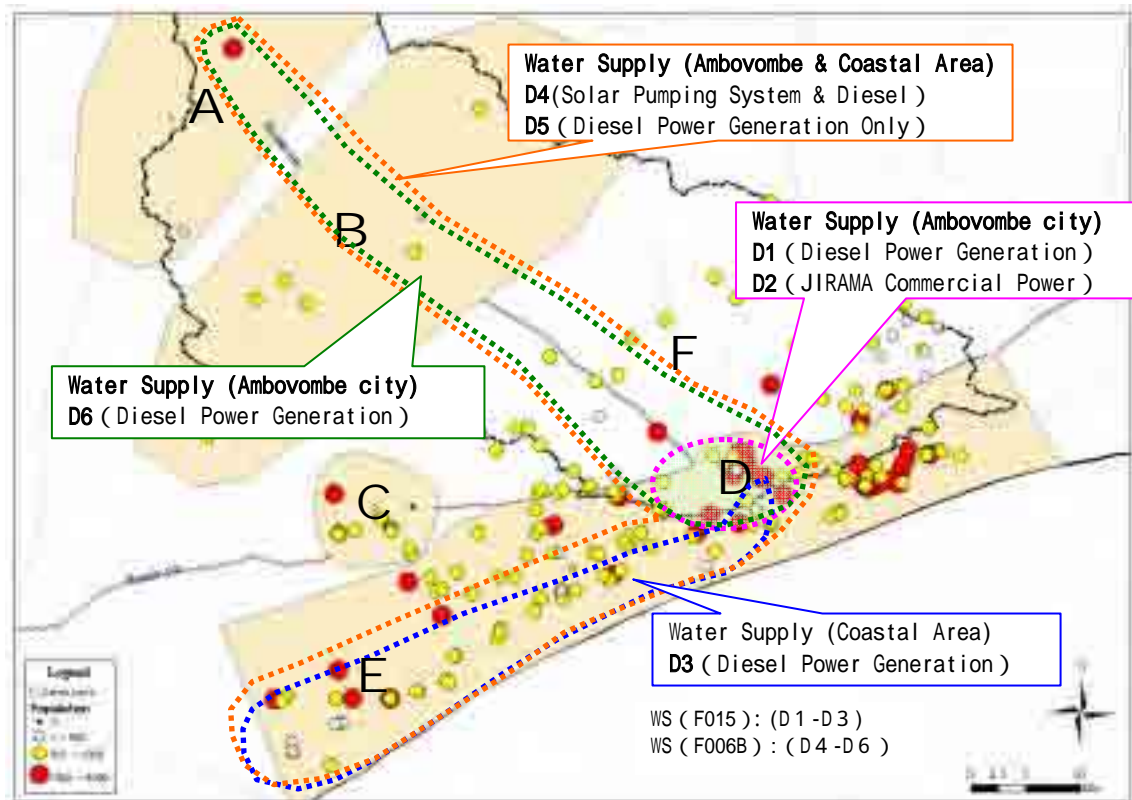 Water Supply (Ambovombe & Coastal Area)
D4(Solar Pumping System & Diesel)
D5 (Diesel Power Generation Only)
A
Water Supply (Ambovombe city)
D1 (Diesel Power Generation)
D2 (JIRAMA Commercial Power)
B
F
Water Supply (Ambovombe city)
D6 (Diesel Power Generation)
D
C
Water Supply (Coastal Area)
D3 (Diesel Power Generation)
E
WS (F015): (D1-D3)
WS (F006B): (D4-D6)
Legend
Population